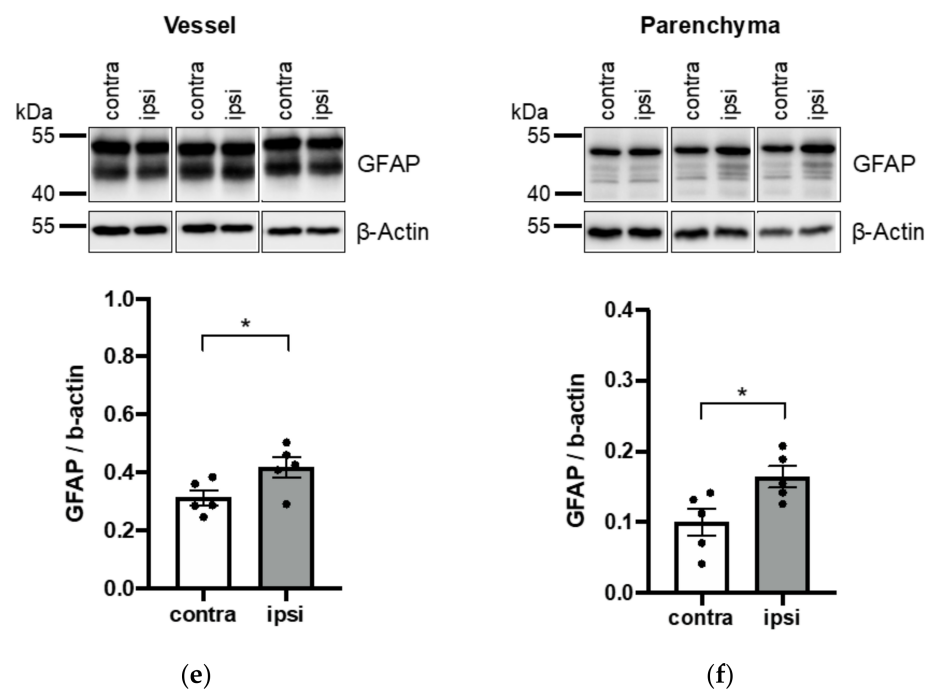 Vessel
contra ipsi contra ipsi contra ipsi
kDa
55
GFAP
40
55
β-Actin
1.0
0.8
0.6
0.4
0.2
0.0
GFAP / b-actin
*
contra ipsi
(e)
Parenchyma
contra ipsi contra ipsi contra ipsi
kDa
55
GFAP
40
55
β-Actin
0.4
0.3
0.2
0.1
0.0
GFAP / b-actin
*
contra ipsi
(f)